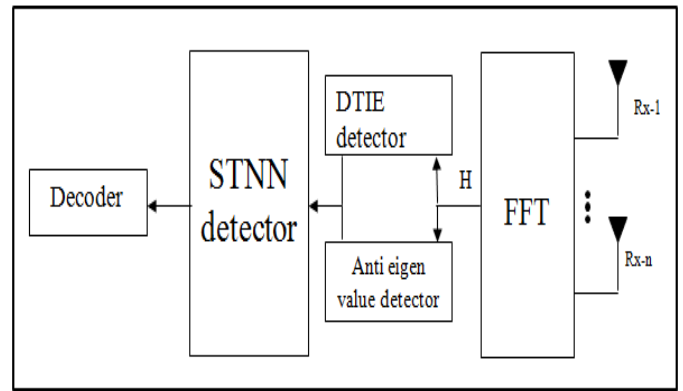 Decoder
STNN
detector
DTIE
detector
Anti eigen
value detector
H
FFT
Rx-1
Rx-n